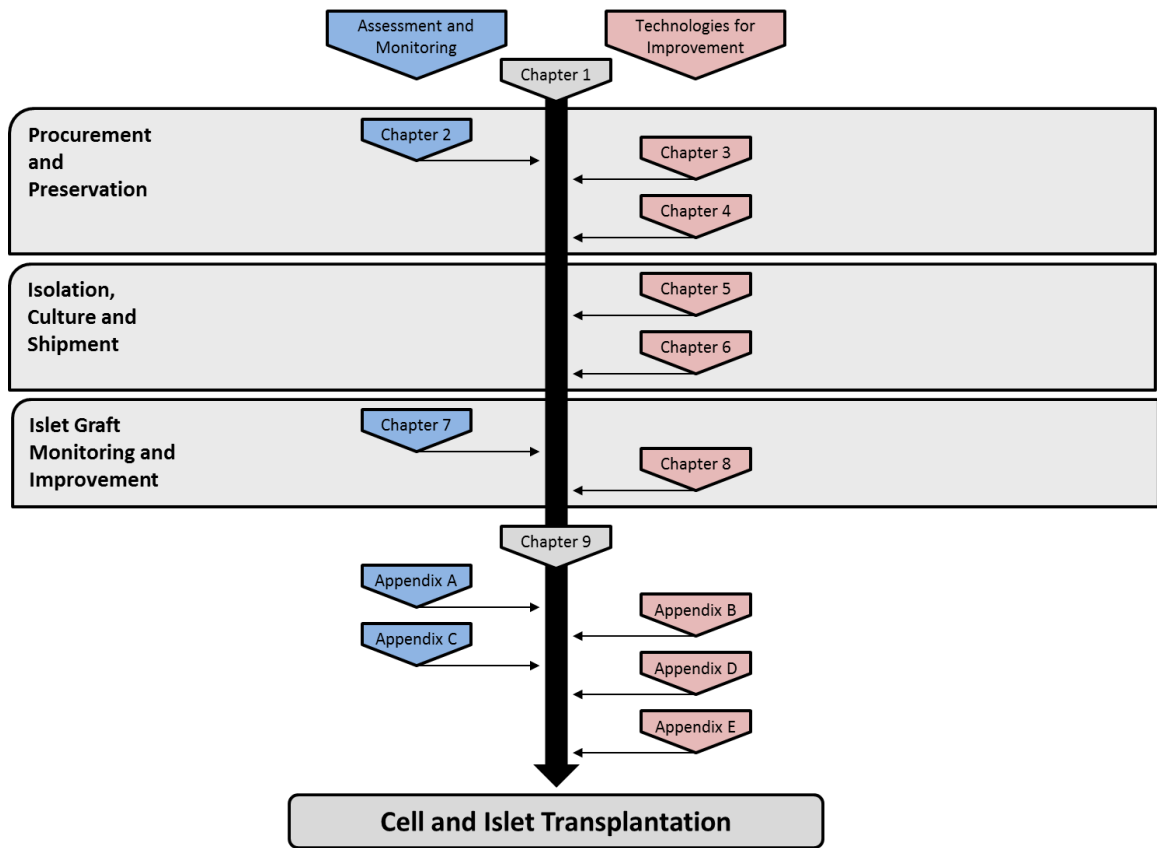 Assessment and
Monitoring
Technologies for
Improvement
Chapter 1
Procurement
and
Preservation
Chapter 2
Chapter 3
Chapter 4
Isolation,
Culture and
Shipment
Chapter 5
Chapter 6
Islet Graft
Monitoring and
Improvement
Chapter 7
Chapter 8
Chapter 9
Appendix A
Appendix B
Appendix C
Appendix D
Appendix E
Cell and Islet Transplantation